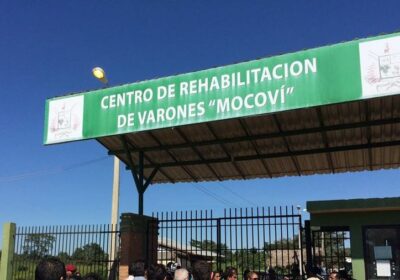 CENTRO DE REHABILITACION
DE VARONES "MOCOVÍ"